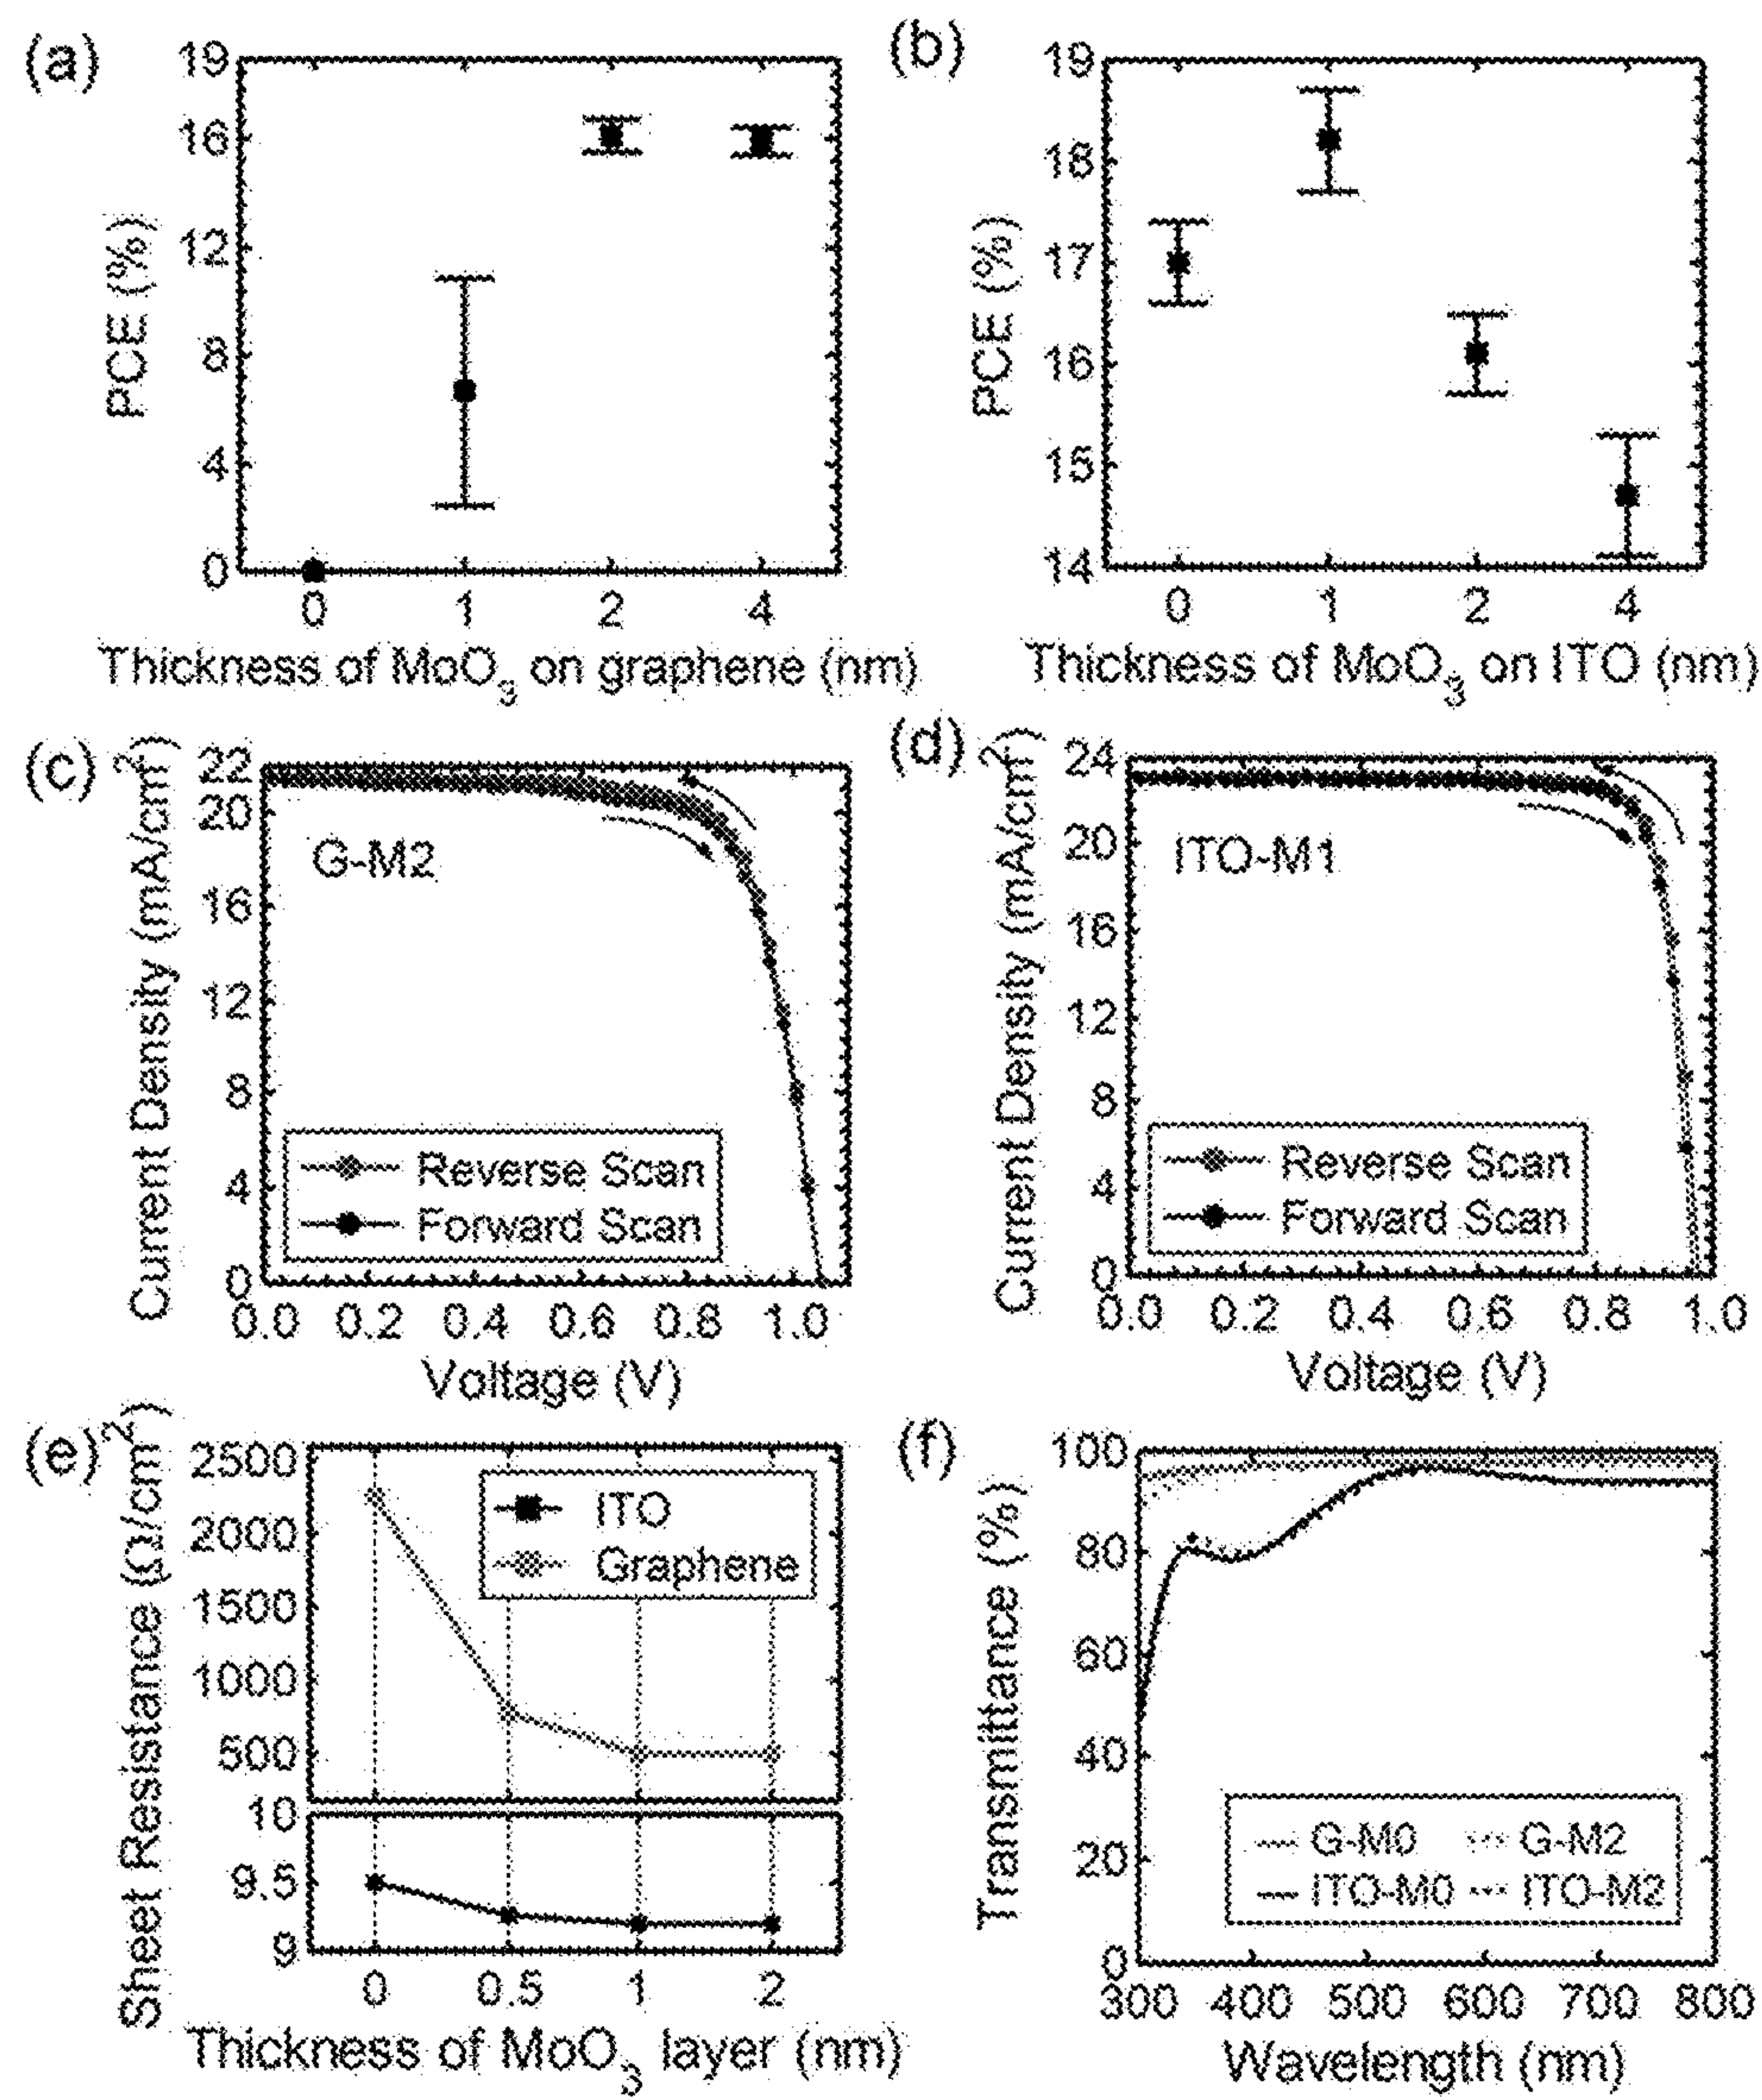 (a)
19
16
12
8
4
0
PCE (%)
0 1 2 4
Thickness of MoO₃ on graphene (nm)
(b)
19
18
17
16
15
14
PCE (%)
0 1 2 4
Thickness of MoO₃ on ITO (nm)
(c)
22
20
16
12
8
4
0
Current Density (mA/cm²)
G-M2
Reverse Scan
Forward Scan
0.0 0.2 0.4 0.6 0.8 1.0
Voltage (V)
(d)
24
20
16
12
8
4
0
Current Density (mA/cm²)
ITO-M1
Reverse Scan
Forward Scan
0.0 0.2 0.4 0.6 0.8 1.0
Voltage (V)
(e)
2500
2000
1500
1000
500
10
9.5
9
Sheet Resistance (Ω/cm²)
ITO
Graphene
0 0.5 1 2
Thickness of MoO₃ layer (nm)
(f)
100
80
60
40
20
0
Transmittance (%)
G-M0 G-M2
ITO-M0 ITO-M2
300 400 500 600 700 800
Wavelength (nm)